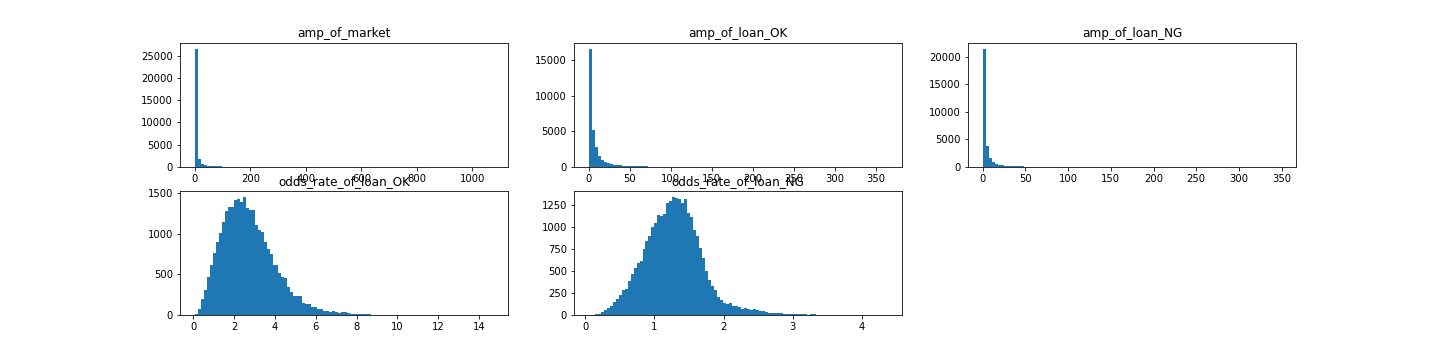 amp_of_market
25000
20000
15000
10000
5000
0
0 200 400 600 800 1000
amp_of_loan_OK
15000
10000
5000
0
0 50 100 150 200 250 300 350
amp_of_loan_NG
20000
15000
10000
5000
0
0 50 100 150 200 250 300 350
odds_rate_of_loan_OK
1500
1000
500
0
0 2 4 6 8 10 12 14
odds_rate_of_loan_NG
1250
1000
750
500
250
0
0 1 2 3 4